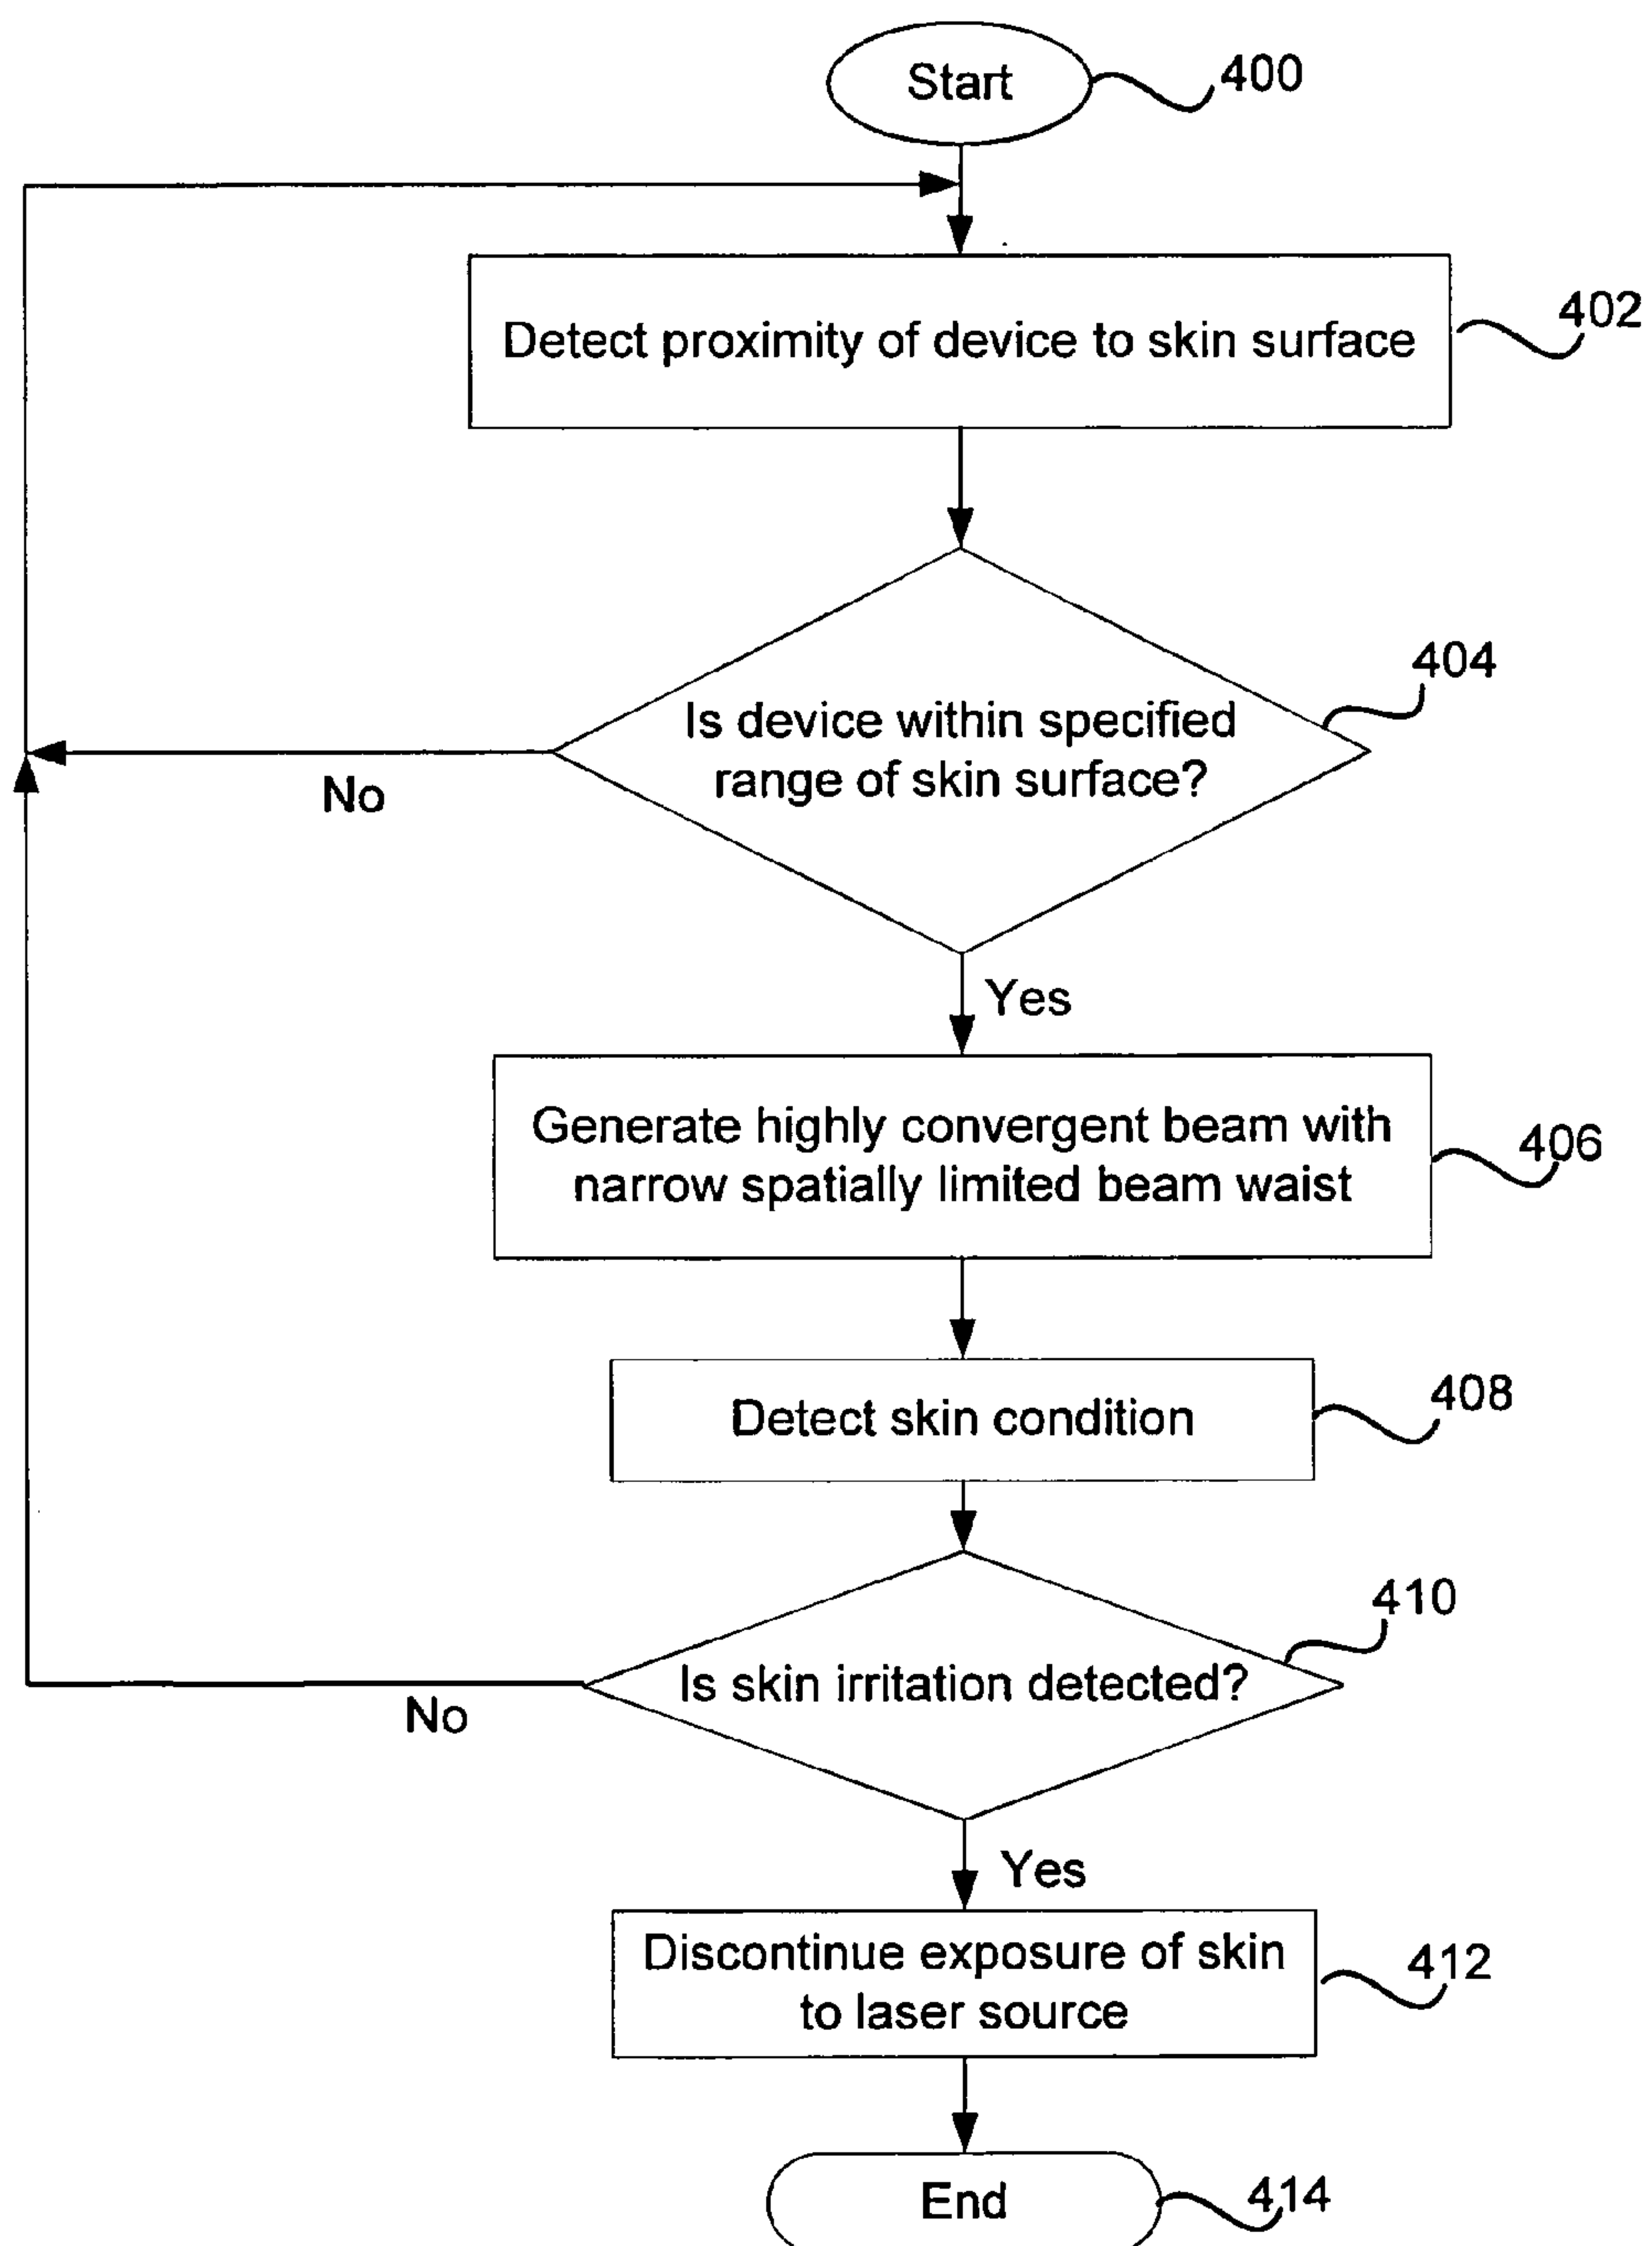 Start
400
Detect proximity of device to skin surface
402
404
Is device within specified
range of skin surface?
No
Yes
Generate highly convergent beam with
narrow spatially limited beam waist
406
Detect skin condition
408
410
Is skin irritation detected?
No
Yes
Discontinue exposure of skin
to laser source
412
End
414